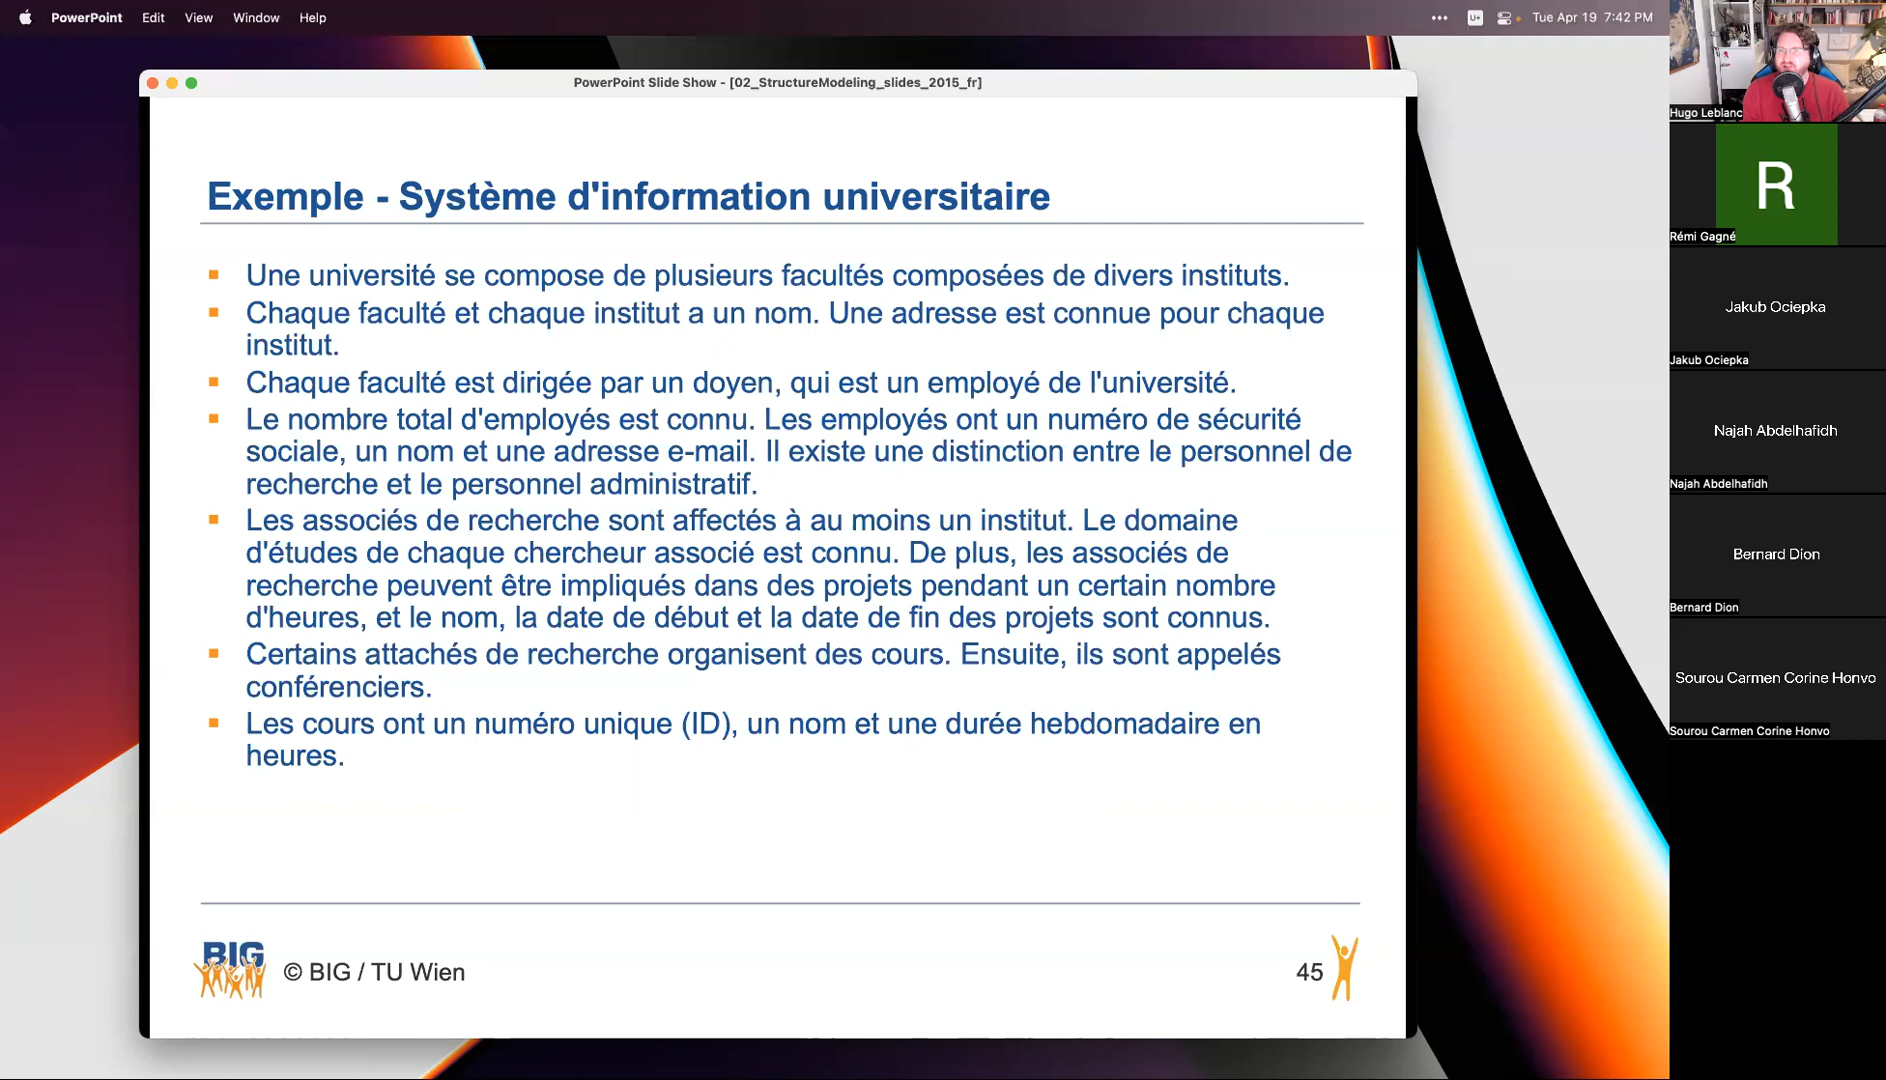 PowerPoint Edit View Window Help
••• U+ Tue Apr 19 7:42 PM
PowerPoint Slide Show - [02_StructureModeling_slides_2015_fr]
Exemple - Système d'information universitaire
Une université se compose de plusieurs facultés composées de divers instituts.
Chaque faculté et chaque institut a un nom. Une adresse est connue pour chaque
institut.
Chaque faculté est dirigée par un doyen, qui est un employé de l'université.
Le nombre total d'employés est connu. Les employés ont un numéro de sécurité
sociale, un nom et une adresse e-mail. Il existe une distinction entre le personnel de
recherche et le personnel administratif.
Les associés de recherche sont affectés à au moins un institut. Le domaine
d'études de chaque chercheur associé est connu. De plus, les associés de
recherche peuvent être impliqués dans des projets pendant un certain nombre
d'heures, et le nom, la date de début et la date de fin des projets sont connus.
Certains attachés de recherche organisent des cours. Ensuite, ils sont appelés
conférenciers.
Les cours ont un numéro unique (ID), un nom et une durée hebdomadaire en
heures.
BIG
© BIG / TU Wien
45
Hugo Leblanc
R
Rémi Gagné
Jakub Ociepka
Jakub Ociepka
Najah Abdelhafidh
Najah Abdelhafidh
Bernard Dion
Bernard Dion
Sourou Carmen Corine Honvo
Sourou Carmen Corine Honvo